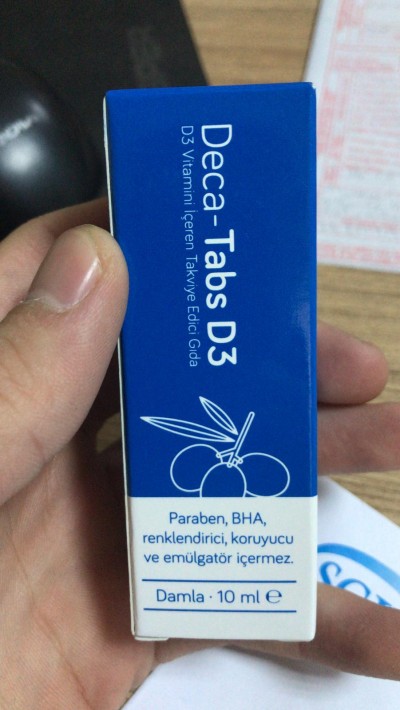 Deca-Tabs D3
D3 Vitamini İçeren Takviye Edici Gıda
Paraben, BHA,
renklendirici, koruyucu
ve emülgatör içermez.
Damla · 10 ml ℮